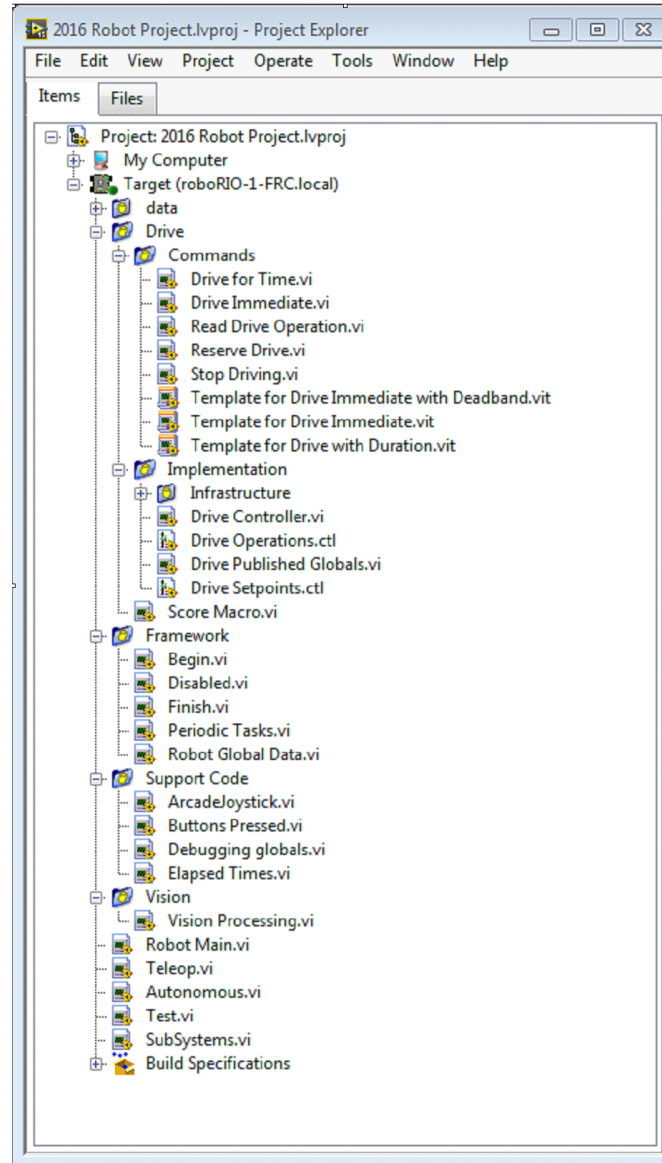 2016 Robot Project.lvproj - Project Explorer
File Edit View Project Operate Tools Window Help
Items Files
Project: 2016 Robot Project.lvproj
My Computer
Target (roboRIO-1-FRC.local)
data
Drive
Commands
Drive for Time.vi
Drive Immediate.vi
Read Drive Operation.vi
Reserve Drive.vi
Stop Driving.vi
Template for Drive Immediate with Deadband.vit
Template for Drive Immediate.vit
Template for Drive with Duration.vit
Implementation
Infrastructure
Drive Controller.vi
Drive Operations.ctl
Drive Published Globals.vi
Drive Setpoints.ctl
Score Macro.vi
Framework
Begin.vi
Disabled.vi
Finish.vi
Periodic Tasks.vi
Robot Global Data.vi
Support Code
ArcadeJoystick.vi
Buttons Pressed.vi
Debugging globals.vi
Elapsed Times.vi
Vision
Vision Processing.vi
Robot Main.vi
Teleop.vi
Autonomous.vi
Test.vi
SubSystems.vi
Build Specifications